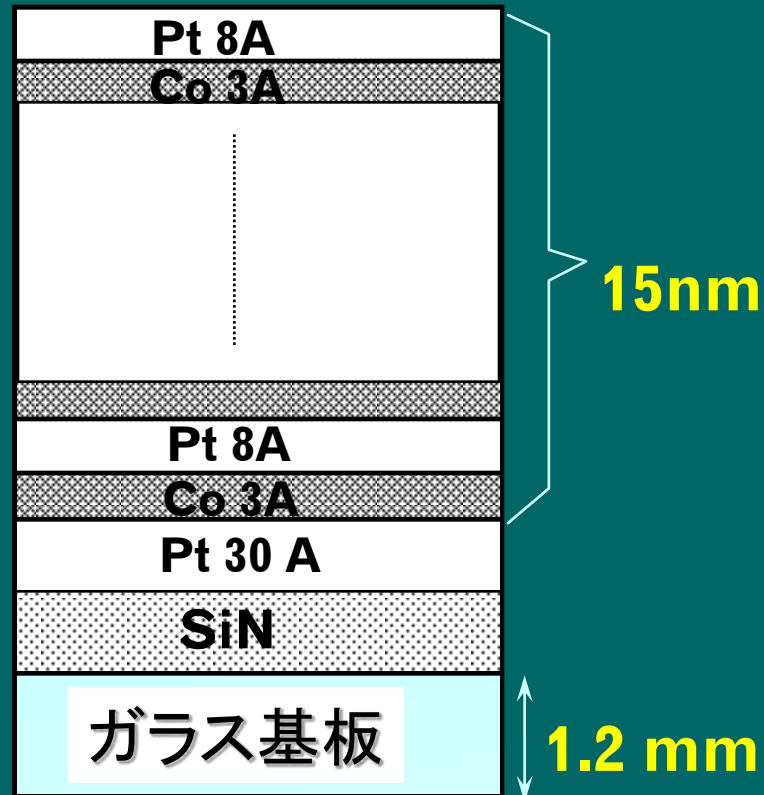 Pt 8A
Co 3A
15nm
Pt 8A
Co 3A
Pt 30 A
SiN
ガラス基板
1.2 mm